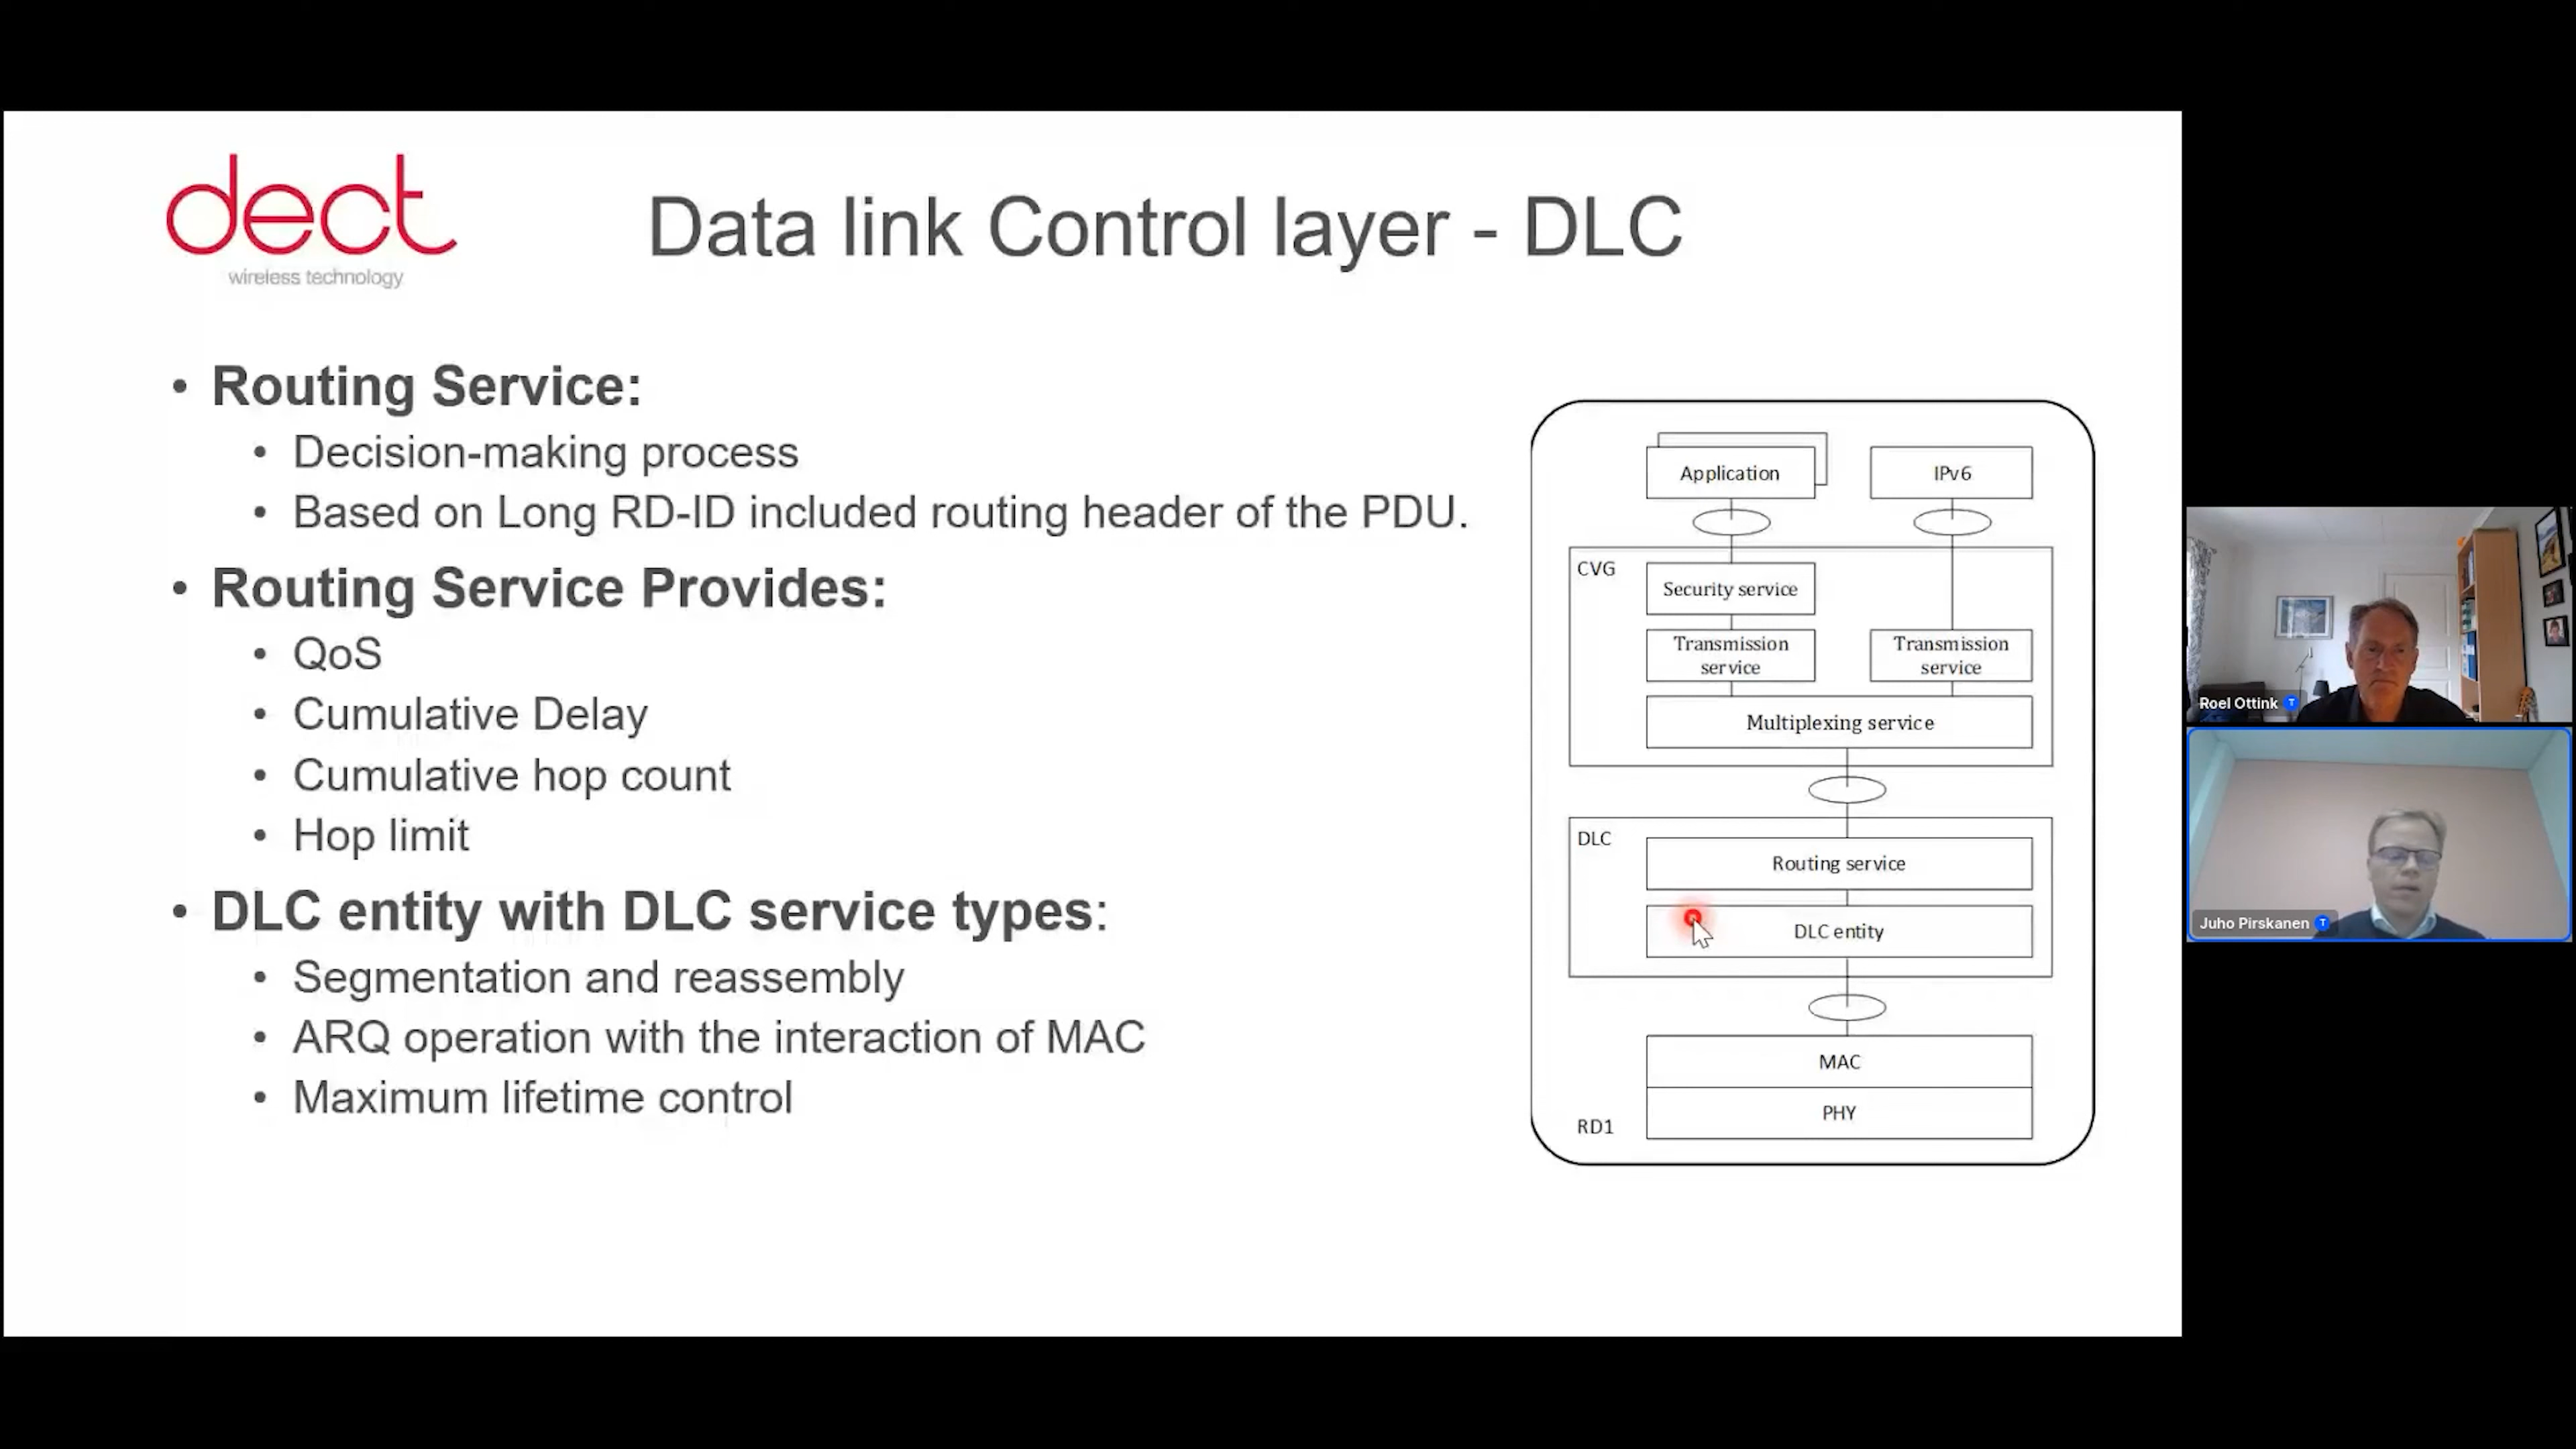 dect
wireless technology
Data link Control layer - DLC
• Routing Service:
• Decision-making process
• Based on Long RD-ID included routing header of the PDU.
• Routing Service Provides:
• QoS
• Cumulative Delay
• Cumulative hop count
• Hop limit
• DLC entity with DLC service types:
• Segmentation and reassembly
• ARQ operation with the interaction of MAC
• Maximum lifetime control
Application
IPv6
CVG
Security service
Transmission
service
Transmission
service
Multiplexing service
DLC
Routing service
DLC entity
MAC
PHY
RD1
Roel Ottink T
Juho Pirskanen T